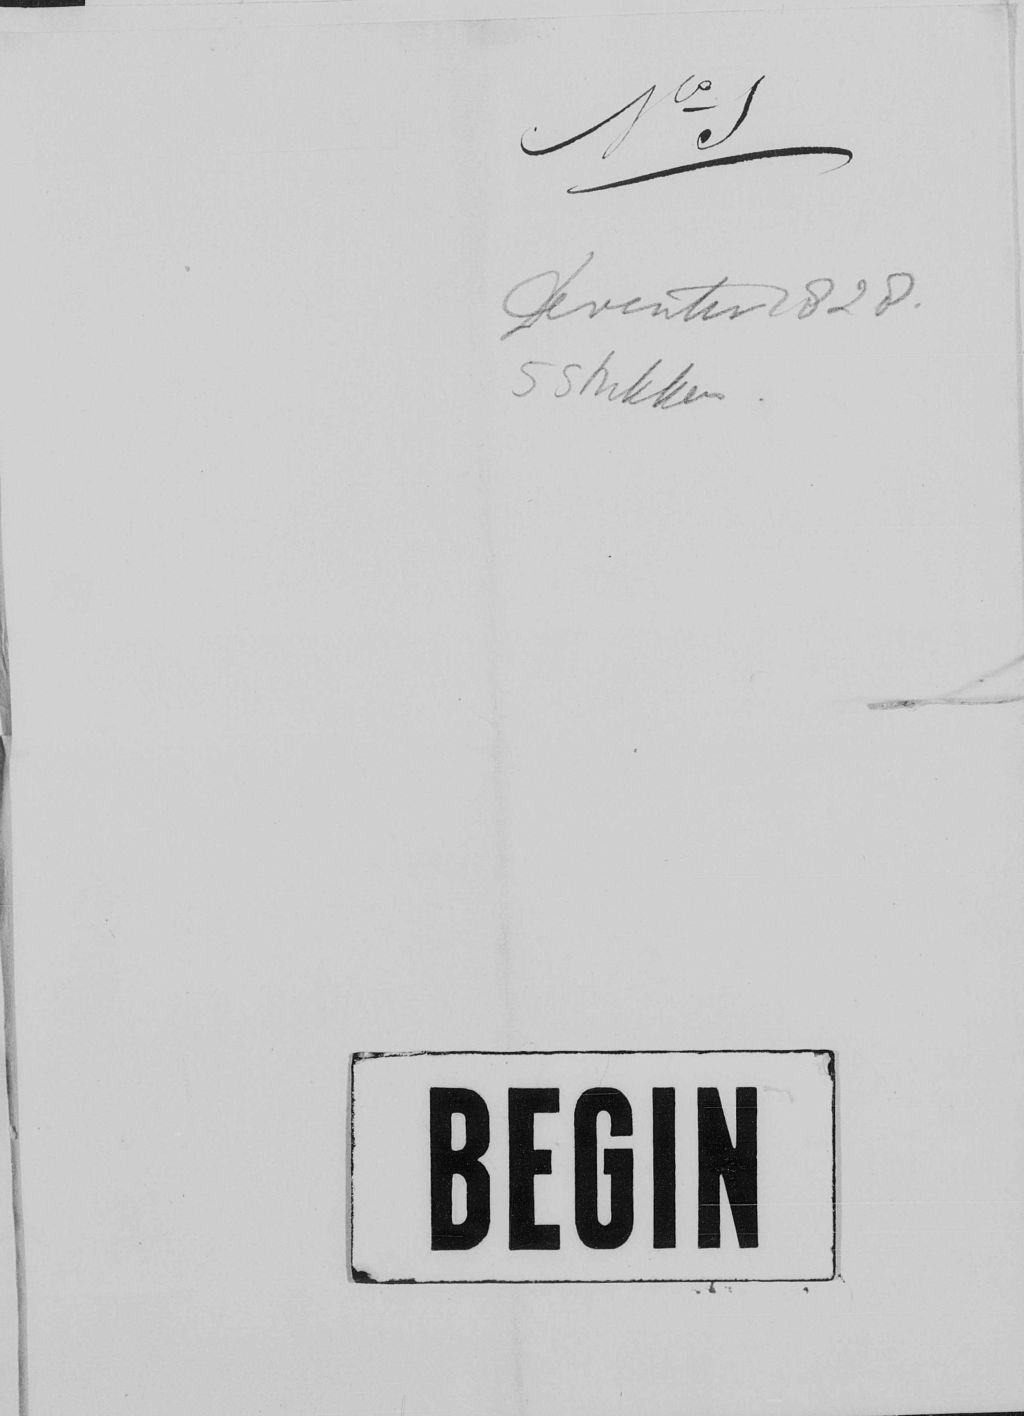 No 1
Deventer 1828.
5 Stukken.
BEGIN